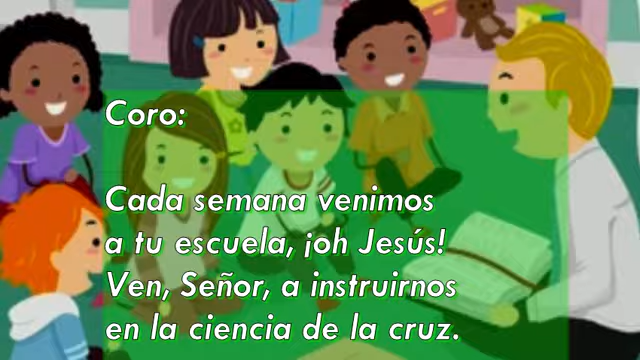 Coro:
Cada semana venimos
a tu escuela, ¡oh Jesús!
Ven, Señor, a instruirnos
en la ciencia de la cruz.